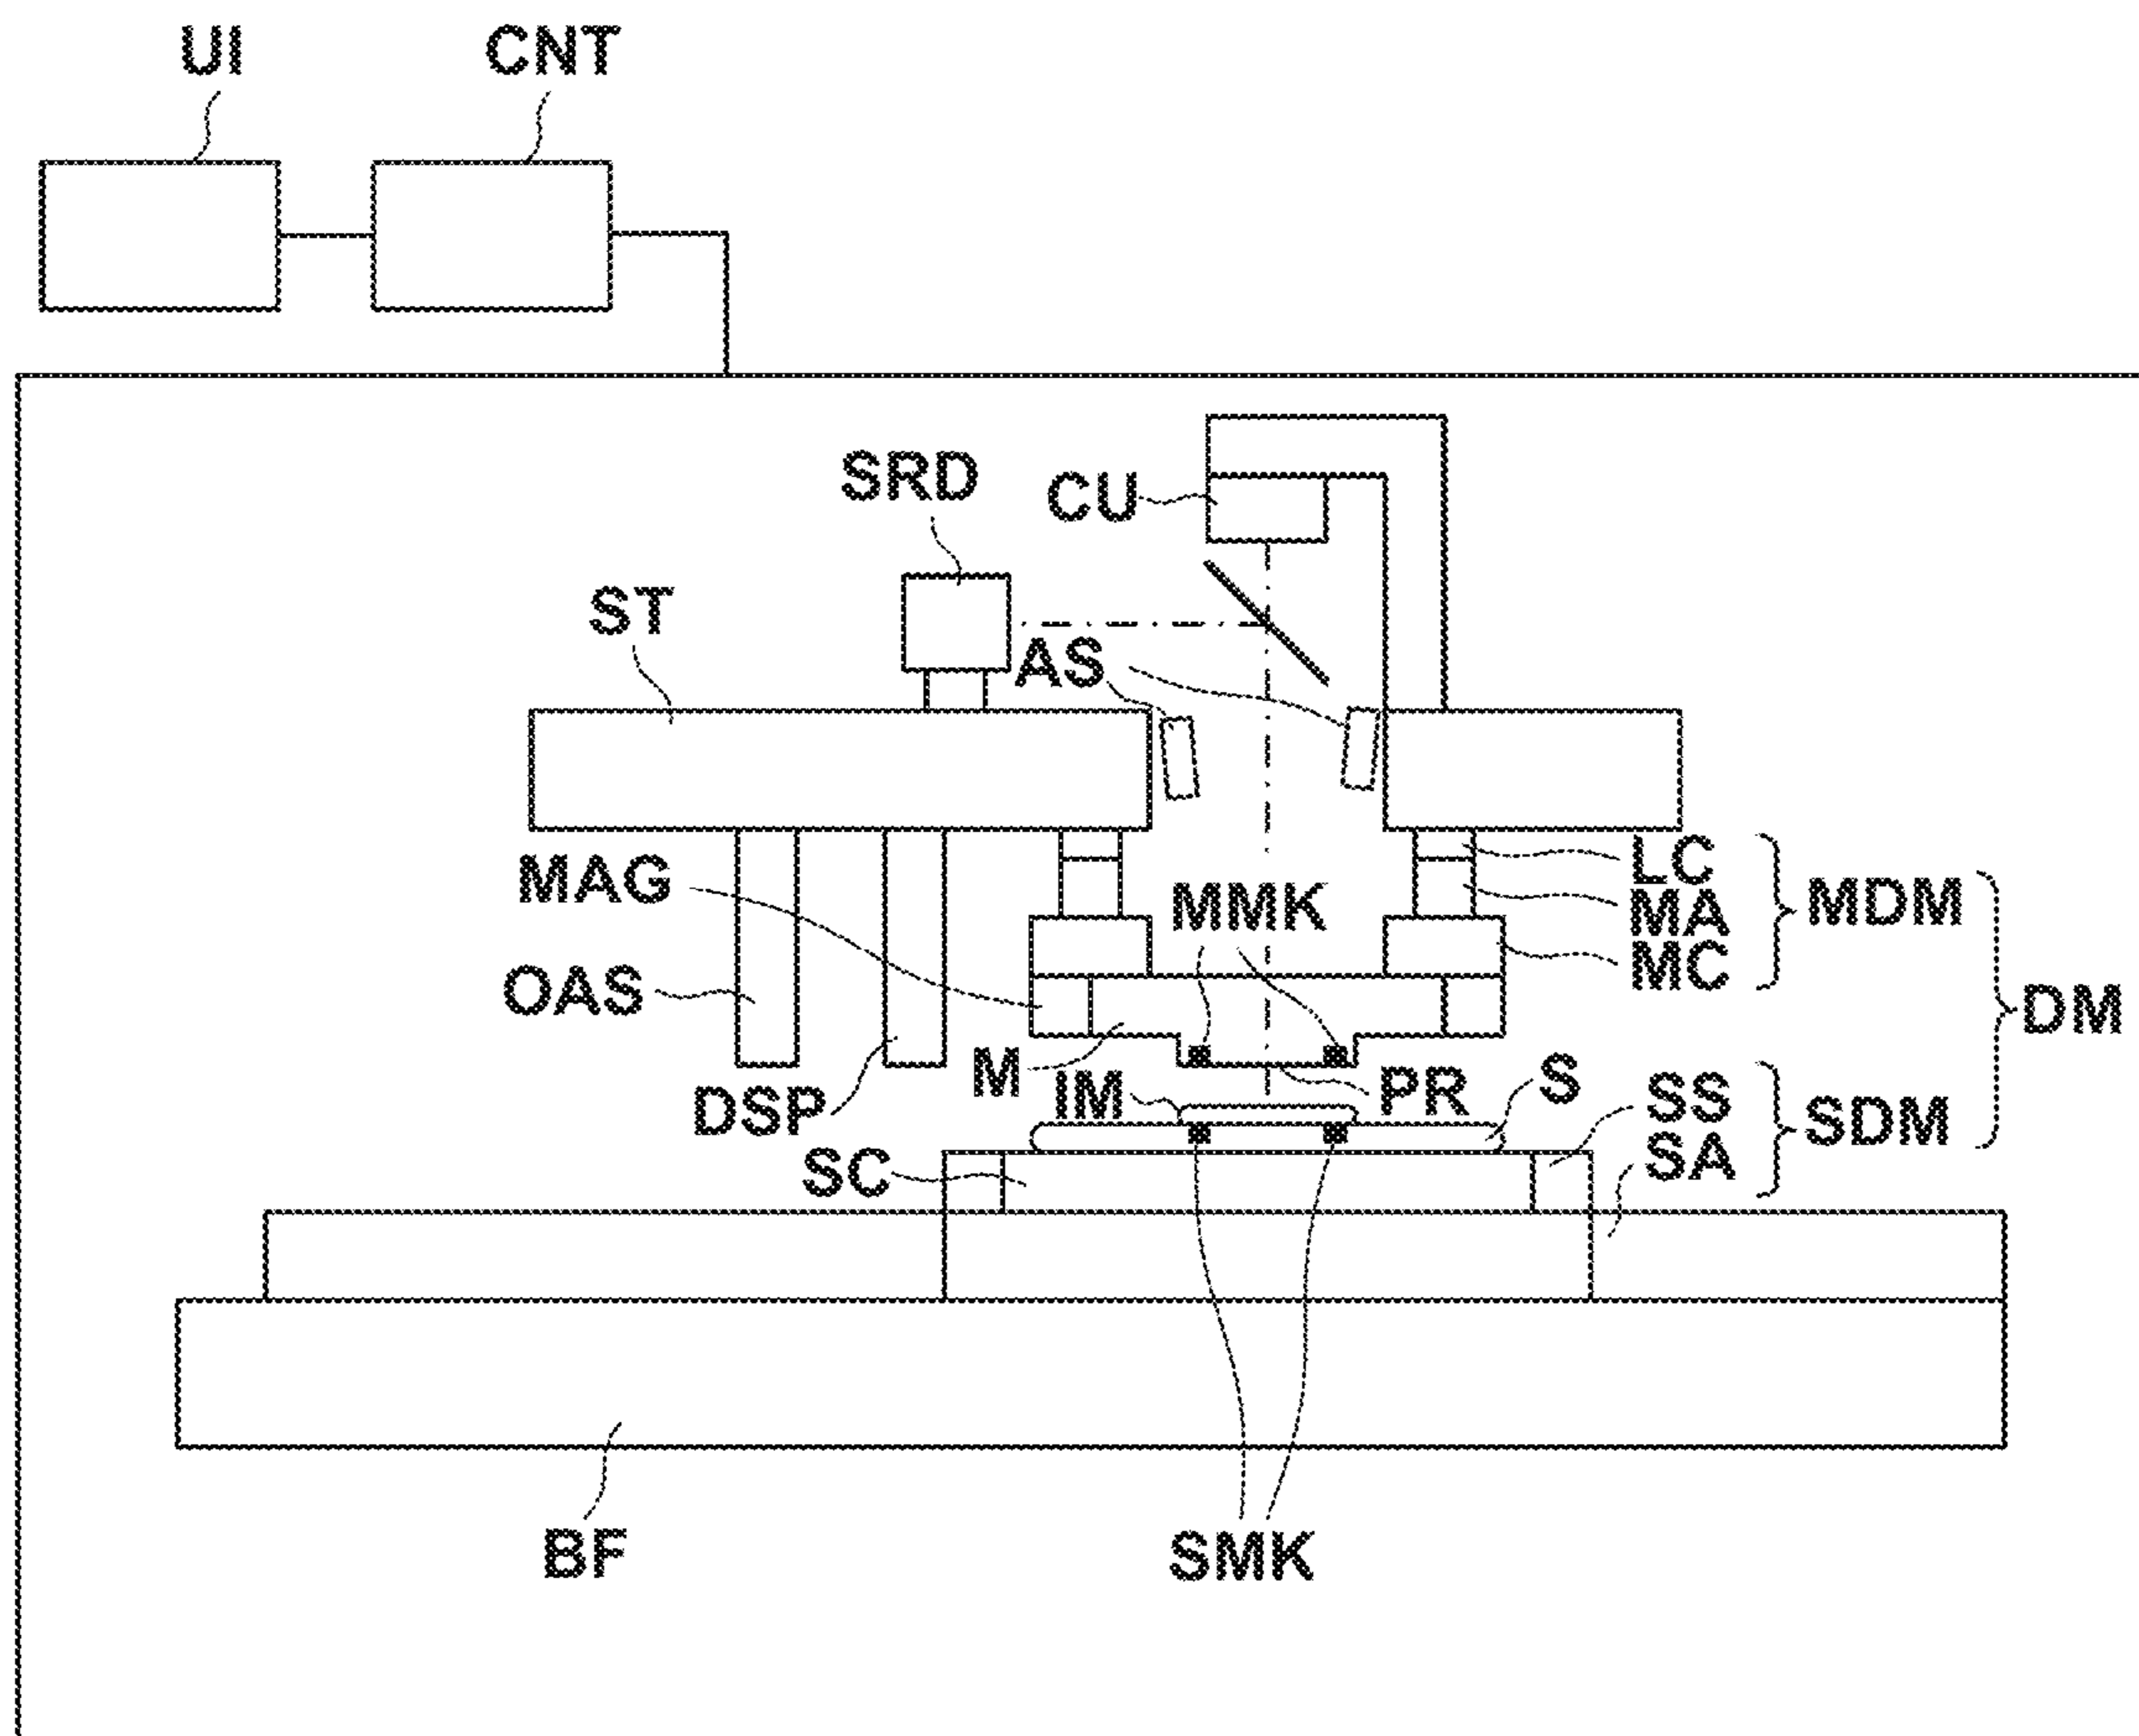 UI CNT
SRD CU
ST AS
MAG MMK LC
MA MDM
MC
OAS DM
M
DSP IM PR S SS
SC SA SDM
BF SMK